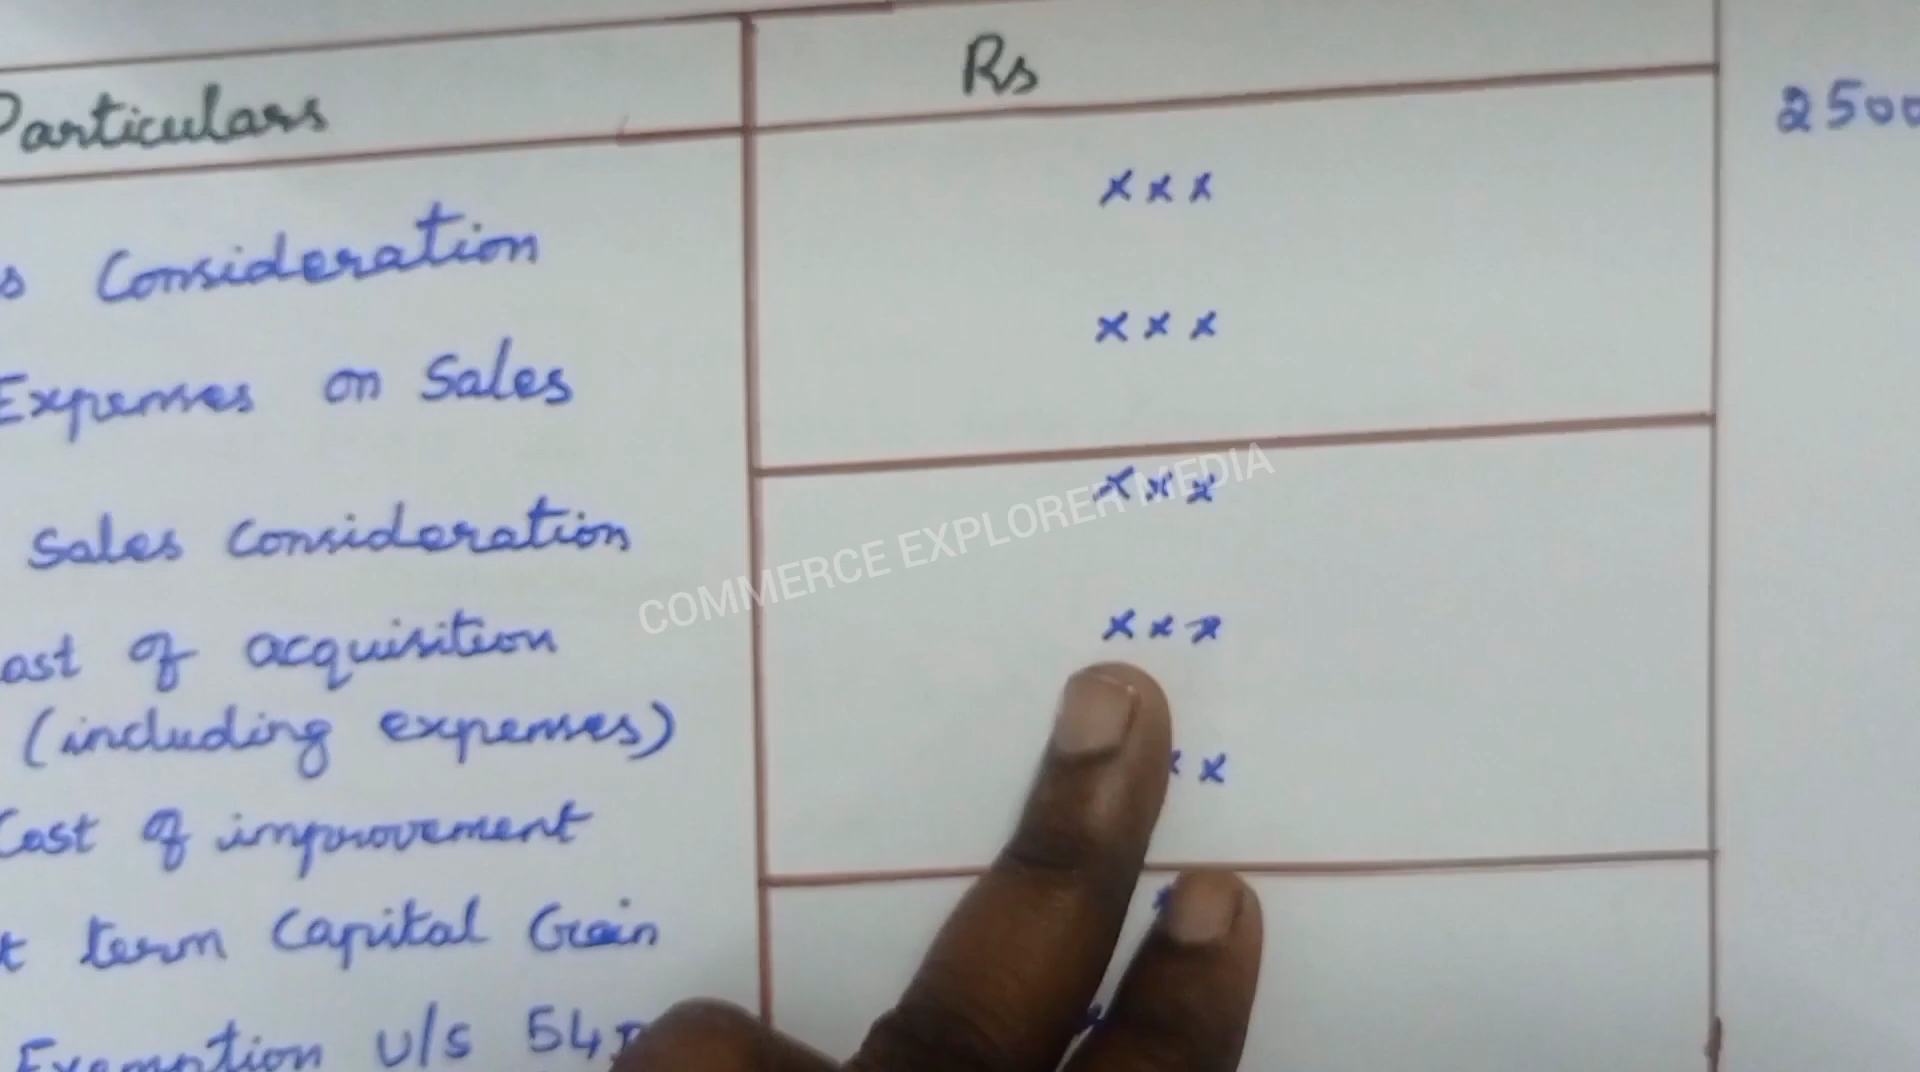 Particulars Rs
2500
s Consideration xxx
Expenses on Sales xxx
Sales Consideration xxx
ost of acquisition xxx
(including expenses)
Cost of improvement x
t term Capital Gain
Exemption u/s 54
COMMERCE EXPLORER MEDIA